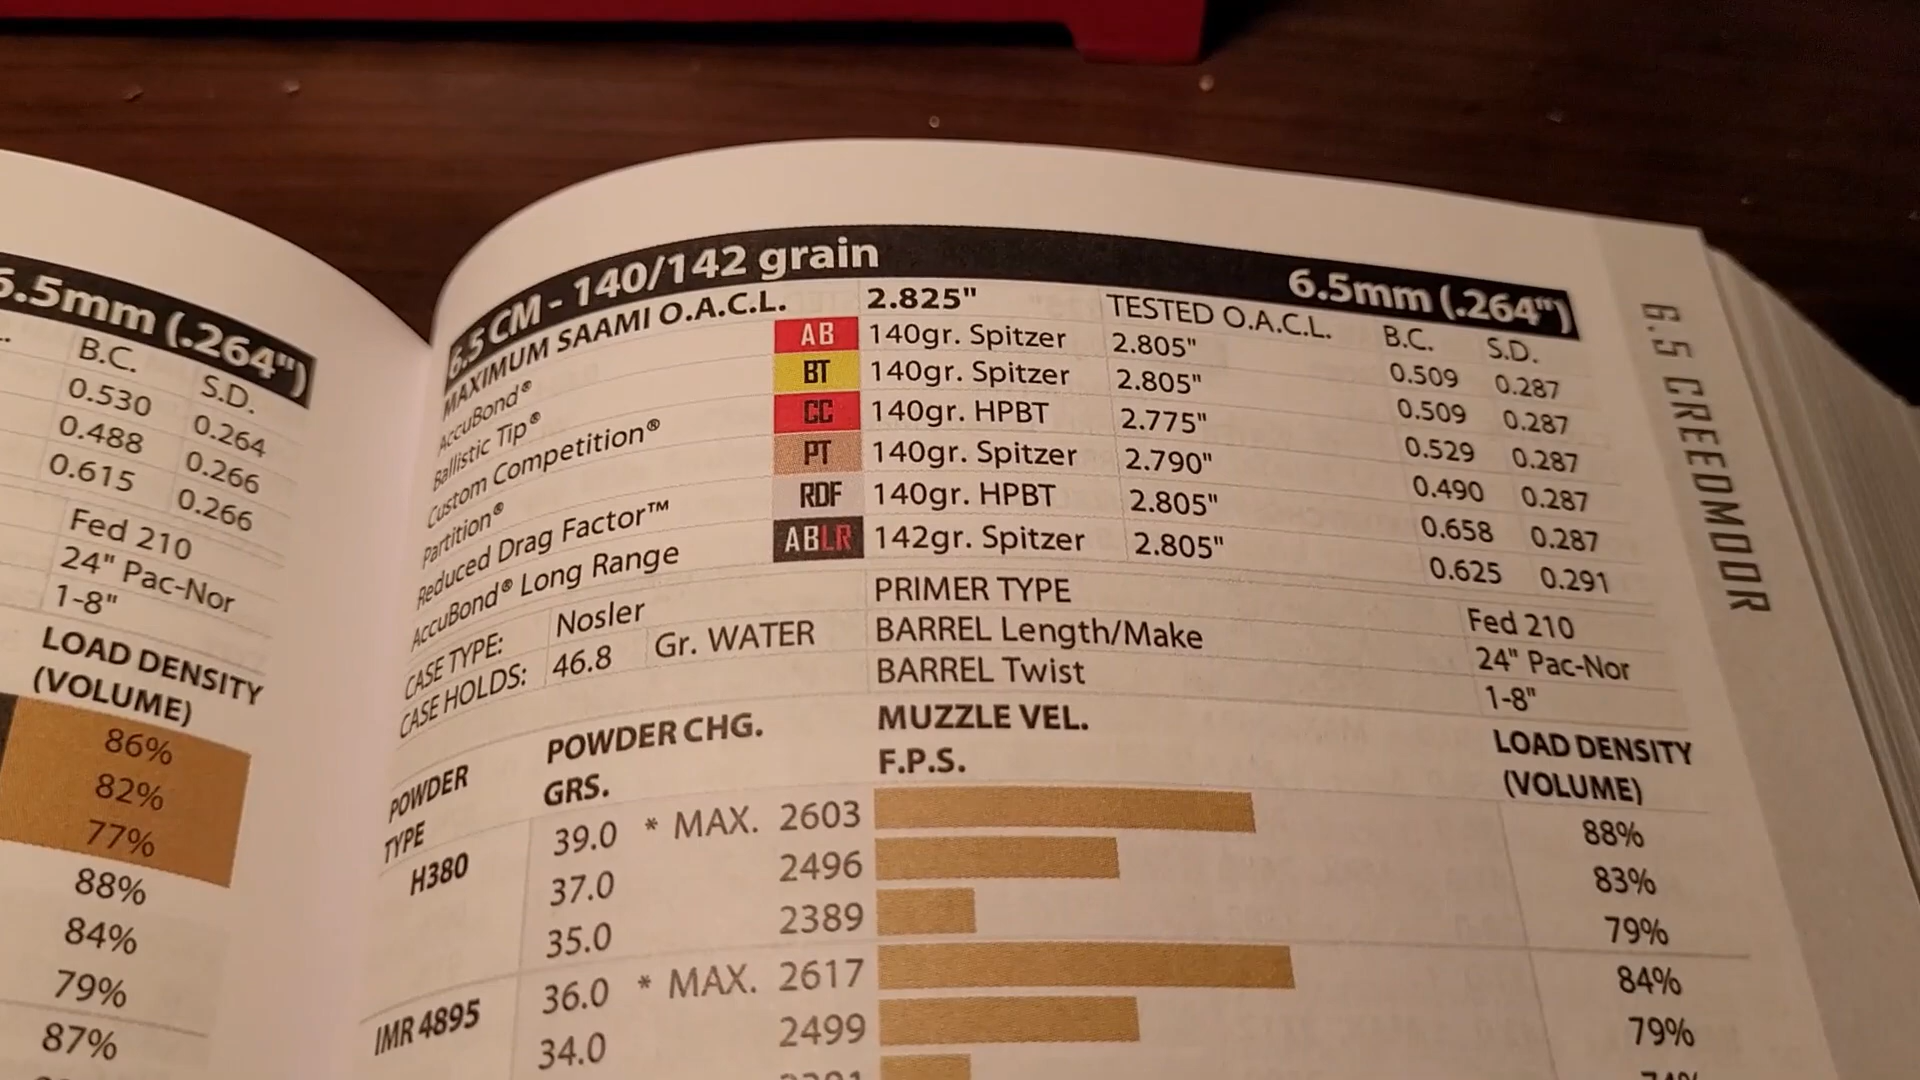 6.5mm (.264")
B.C. S.D.
0.530 0.264
0.488 0.266
0.615 0.266
Fed 210
24" Pac-Nor
1-8"
LOAD DENSITY
(VOLUME)
86%
82%
77%
88%
84%
79%
87%
6.5 CM - 140/142 grain 6.5mm (.264")
MAXIMUM SAAMI O.A.C.L. 2.825" TESTED O.A.C.L. B.C. S.D.
AccuBond® AB 140gr. Spitzer 2.805" 0.509 0.287
Ballistic Tip® BT 140gr. Spitzer 2.805" 0.509 0.287
Custom Competition® CC 140gr. HPBT 2.775" 0.529 0.287
Partition® PT 140gr. Spitzer 2.790" 0.490 0.287
Reduced Drag Factor™ RDF 140gr. HPBT 2.805" 0.658 0.287
AccuBond® Long Range ABLR 142gr. Spitzer 2.805" 0.625 0.291
CASE TYPE: Nosler PRIMER TYPE Fed 210
CASE HOLDS: 46.8 Gr. WATER BARREL Length/Make 24" Pac-Nor
BARREL Twist 1-8"
POWDER TYPE POWDER CHG. GRS. MUZZLE VEL. F.P.S. LOAD DENSITY (VOLUME)
H380 39.0 * MAX. 2603 88%
37.0 2496 83%
35.0 2389 79%
IMR 4895 36.0 * MAX. 2617 84%
34.0 2499 79%
6.5 CREEDMOOR